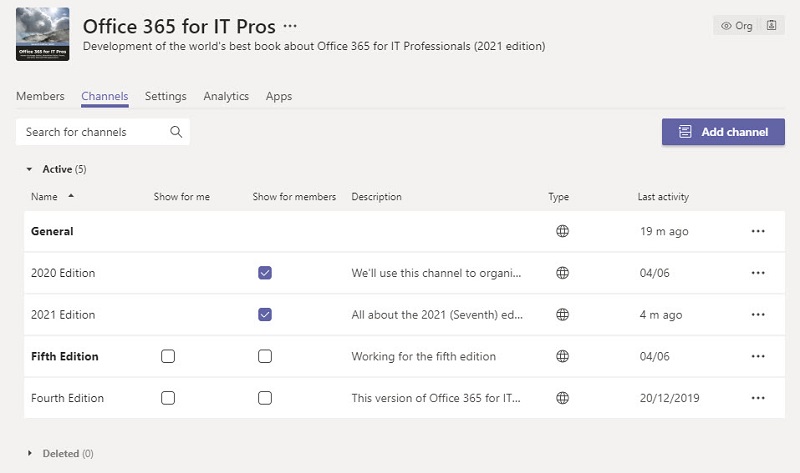 Office 365 for IT Pros ...
Development of the world's best book about Office 365 for IT Professionals (2021 edition)
Org
Office 365 for IT Pros
Members Channels Settings Analytics Apps
Search for channels
Add channel
Active (5)
Name Show for me Show for members Description Type Last activity
General 19 m ago ...
2020 Edition We'll use this channel to organi... 04/06 ...
2021 Edition All about the 2021 (Seventh) ed... 4 m ago ...
Fifth Edition Working for the fifth edition 04/06 ...
Fourth Edition This version of Office 365 for IT... 20/12/2019 ...
Deleted (0)